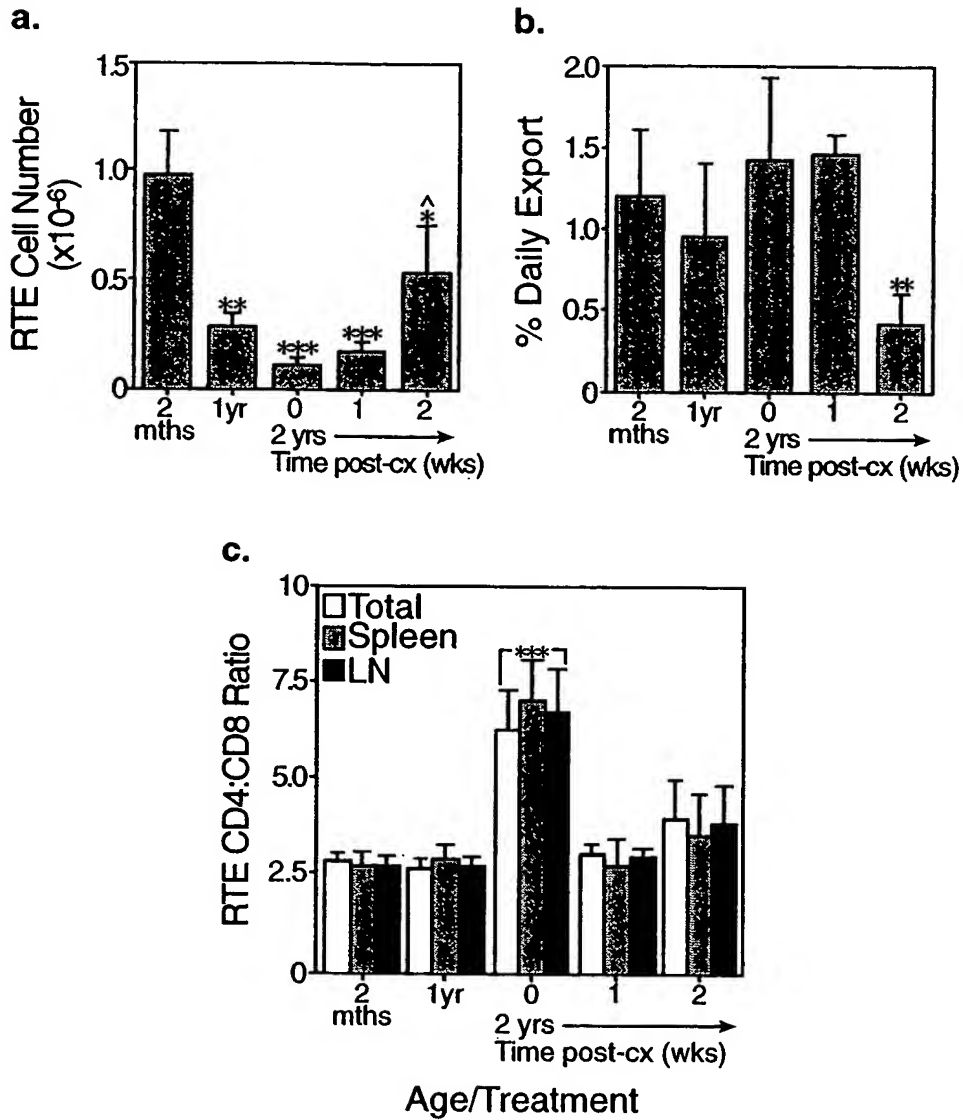 a.
RTE Cell Number
(x10-6)
1.5
1.0
0.5
0
**
***
***
^
*
2
mths
1yr
0
1
2
2 yrs
Time post-cx (wks)
b.
% Daily Export
2.0
1.5
1.0
0.5
0
**
2
mths
1yr
0
1
2
2 yrs
Time post-cx (wks)
c.
RTE CD4:CD8 Ratio
10
7.5
5.0
2.5
0
Total
Spleen
LN
***
2
mths
1yr
0
1
2
2 yrs
Time post-cx (wks)
Age/Treatment